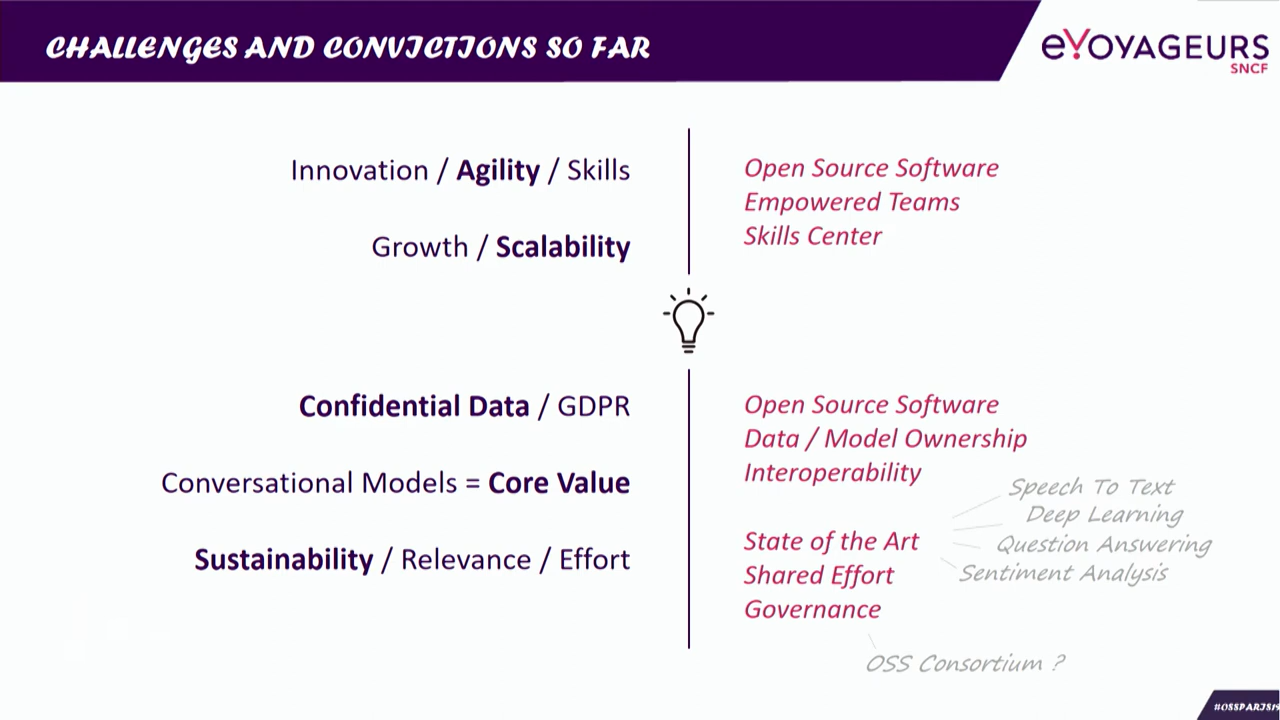 CHALLENGES AND CONVICTIONS SO FAR
eVOYAGEURS
SNCF
Innovation / Agility / Skills
Growth / Scalability
Open Source Software
Empowered Teams
Skills Center
Confidential Data / GDPR
Conversational Models = Core Value
Sustainability / Relevance / Effort
Open Source Software
Data / Model Ownership
Interoperability
State of the Art
Shared Effort
Governance
Speech To Text
Deep Learning
Question Answering
Sentiment Analysis
OSS Consortium ?
#OSSPARIS19